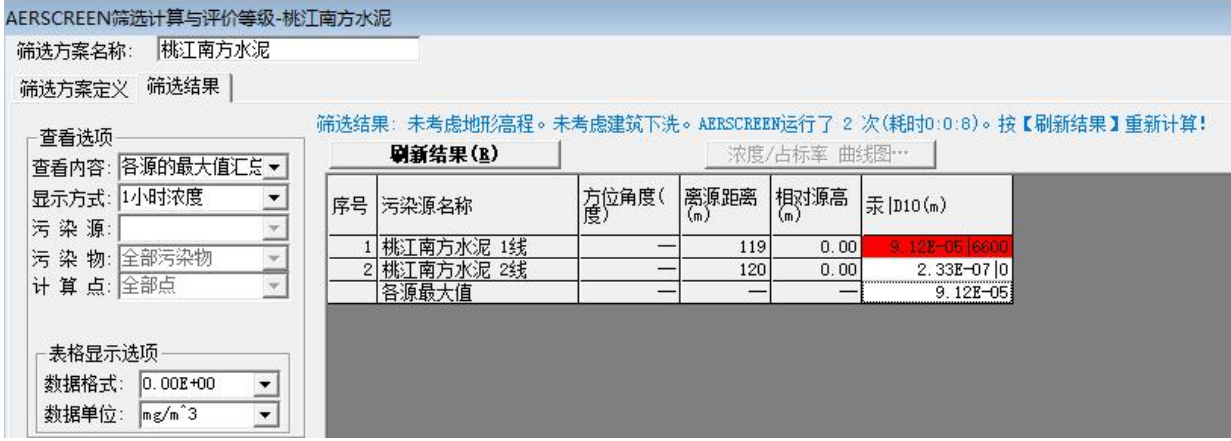 AERSCREEN筛选计算与评价等级-桃江南方水泥
筛选方案名称: 桃江南方水泥
筛选方案定义 筛选结果
筛选结果: 未考虑地形高程。未考虑建筑下洗。AERSCREEN运行了 2 次(耗时0:0:8)。按【刷新结果】重新计算!
查看选项
查看内容: 各源的最大值汇总
显示方式: 1小时浓度
污 染 源:
污 染 物: 全部污染物
计 算 点: 全部点
表格显示选项
数据格式: 0.00E+00
数据单位: mg/m^3
刷新结果(R) 浓度/占标率 曲线图…
序号 污染源名称 方位角度(度) 离源距离(m) 相对源高(m) 汞|D10(m)
1 桃江南方水泥 1线 — 119 0.00 9.12E-05|6600
2 桃江南方水泥 2线 — 120 0.00 2.33E-07|0
各源最大值 — — — 9.12E-05